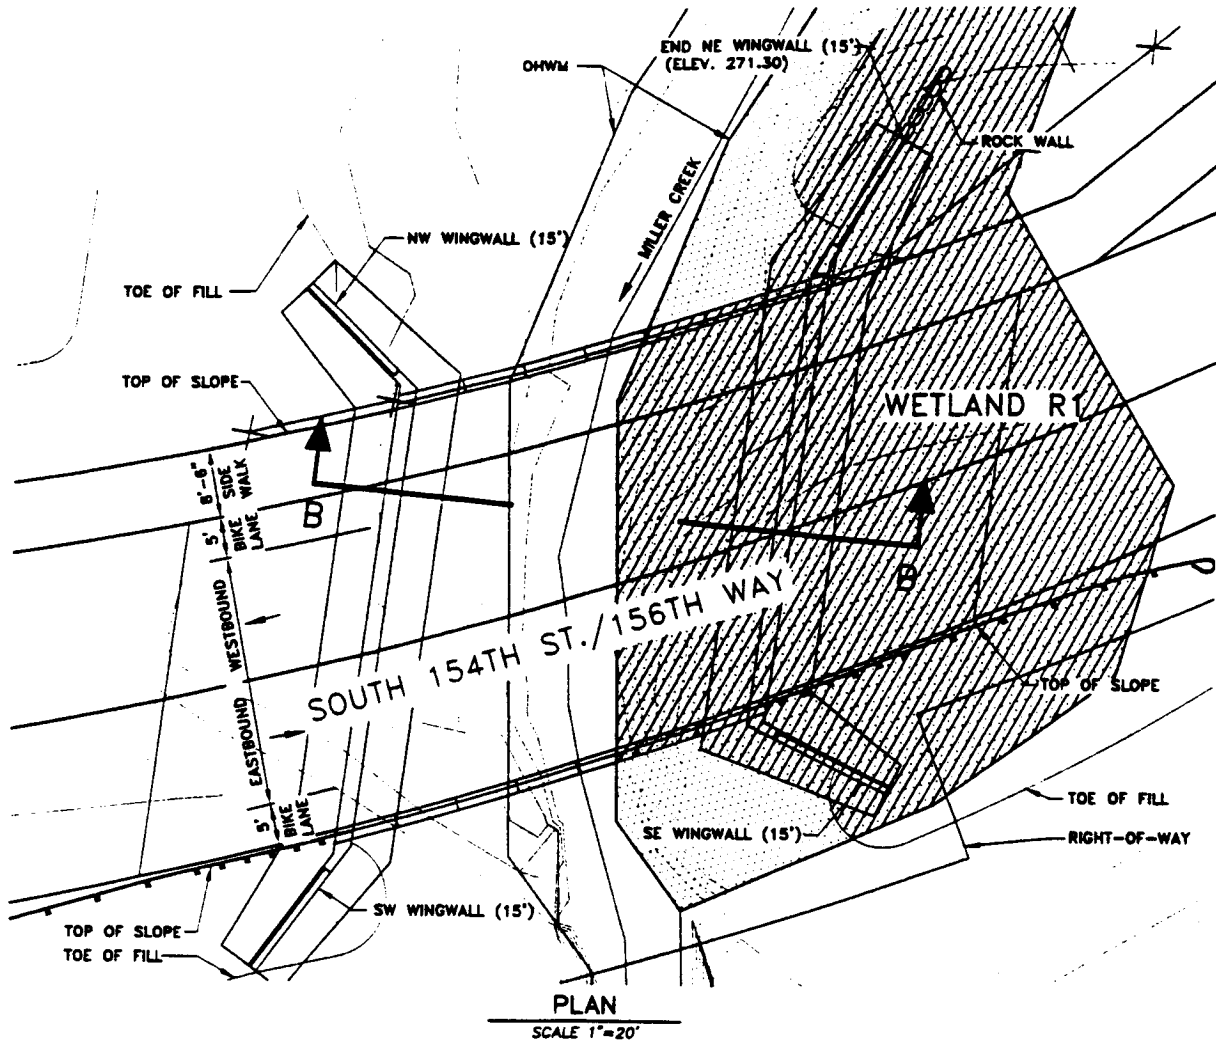 END NE WINGWALL (15')
(ELEV. 271.30)
OHWM
ROCK WALL
MILLER CREEK
NW WINGWALL (15')
TOE OF FILL
TOP OF SLOPE
WETLAND R1
8'-6"
SIDE
WALK
5'
BIKE
LANE
B
B
WESTBOUND
EASTBOUND
SOUTH 154TH ST./156TH WAY
TOP OF SLOPE
5'
BIKE
LANE
TOE OF FILL
SE WINGWALL (15')
RIGHT-OF-WAY
SW WINGWALL (15')
TOP OF SLOPE
TOE OF FILL
PLAN
SCALE 1"=20'